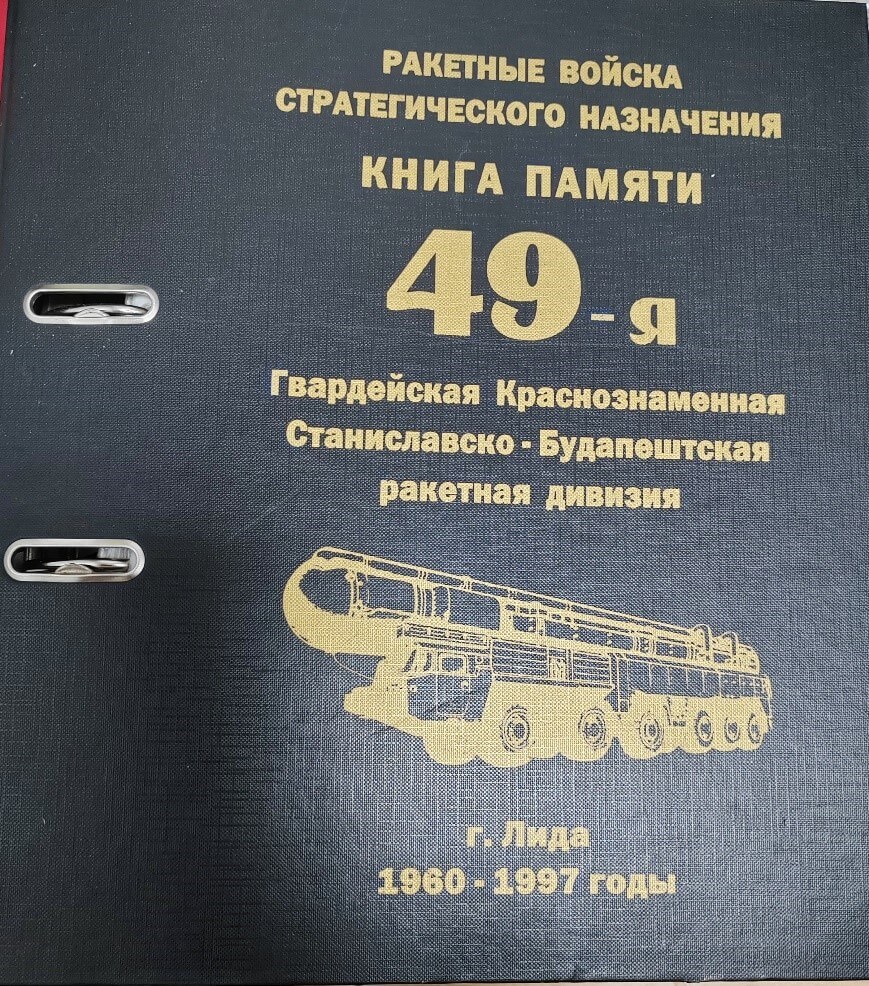 РАКЕТНЫЕ ВОЙСКА
СТРАТЕГИЧЕСКОГО НАЗНАЧЕНИЯ
КНИГА ПАМЯТИ
49-я
Гвардейская Краснознаменная
Станиславско - Будапештская
ракетная дивизия
г. Лида
1960 - 1997 годы